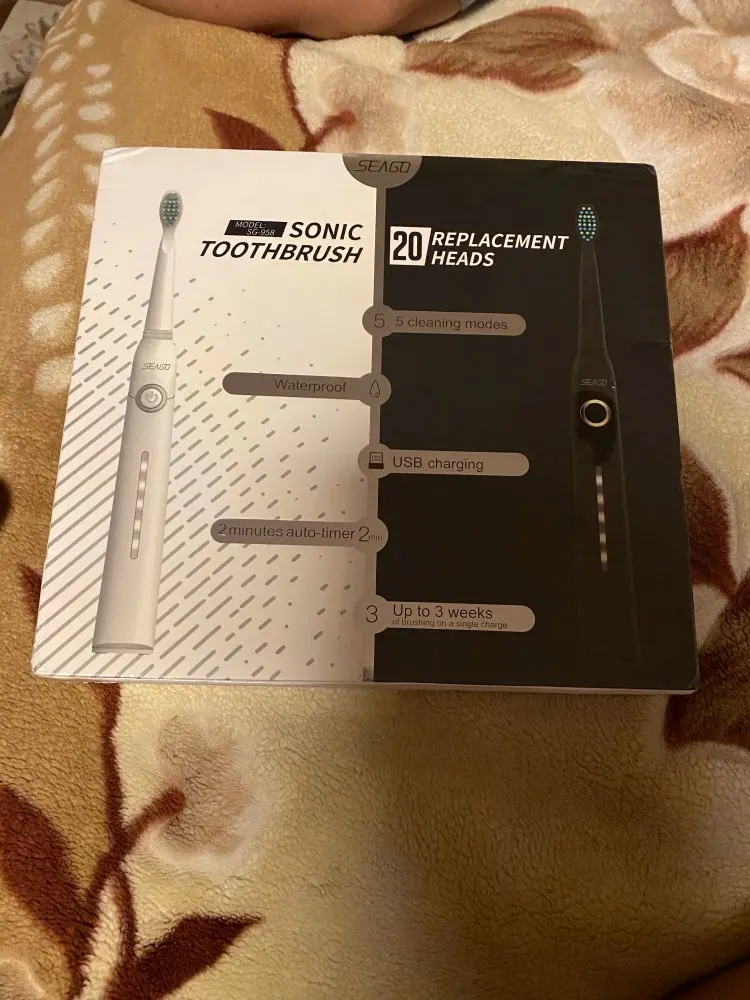 SEAGO
MODEL:
SG-958
SONIC
TOOTHBRUSH
20 REPLACEMENT
HEADS
5 5 cleaning modes
SEAGO
SEAGO
Waterproof
USB charging
2 minutes auto-timer 2min
3 Up to 3 weeks
of brushing on a single charge